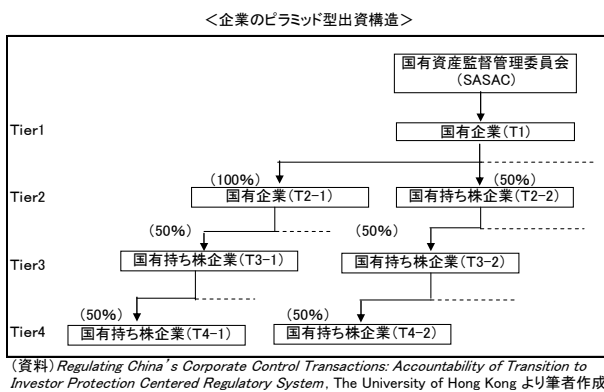 ＜企業のピラミッド型出資構造＞
国有資産監督管理委員会
(SASAC)
Tier1
国有企業(T1)
(100%)
(50%)
Tier2
国有企業(T2-1)
国有持ち株企業(T2-2)
(50%)
(50%)
Tier3
国有持ち株企業(T3-1)
国有持ち株企業(T3-2)
(50%)
(50%)
Tier4
国有持ち株企業(T4-1)
国有持ち株企業(T4-2)
(資料)Regulating China's Corporate Control Transactions: Accountability of Transition to
Investor Protection Centered Regulatory System, The University of Hong Kong より筆者作成